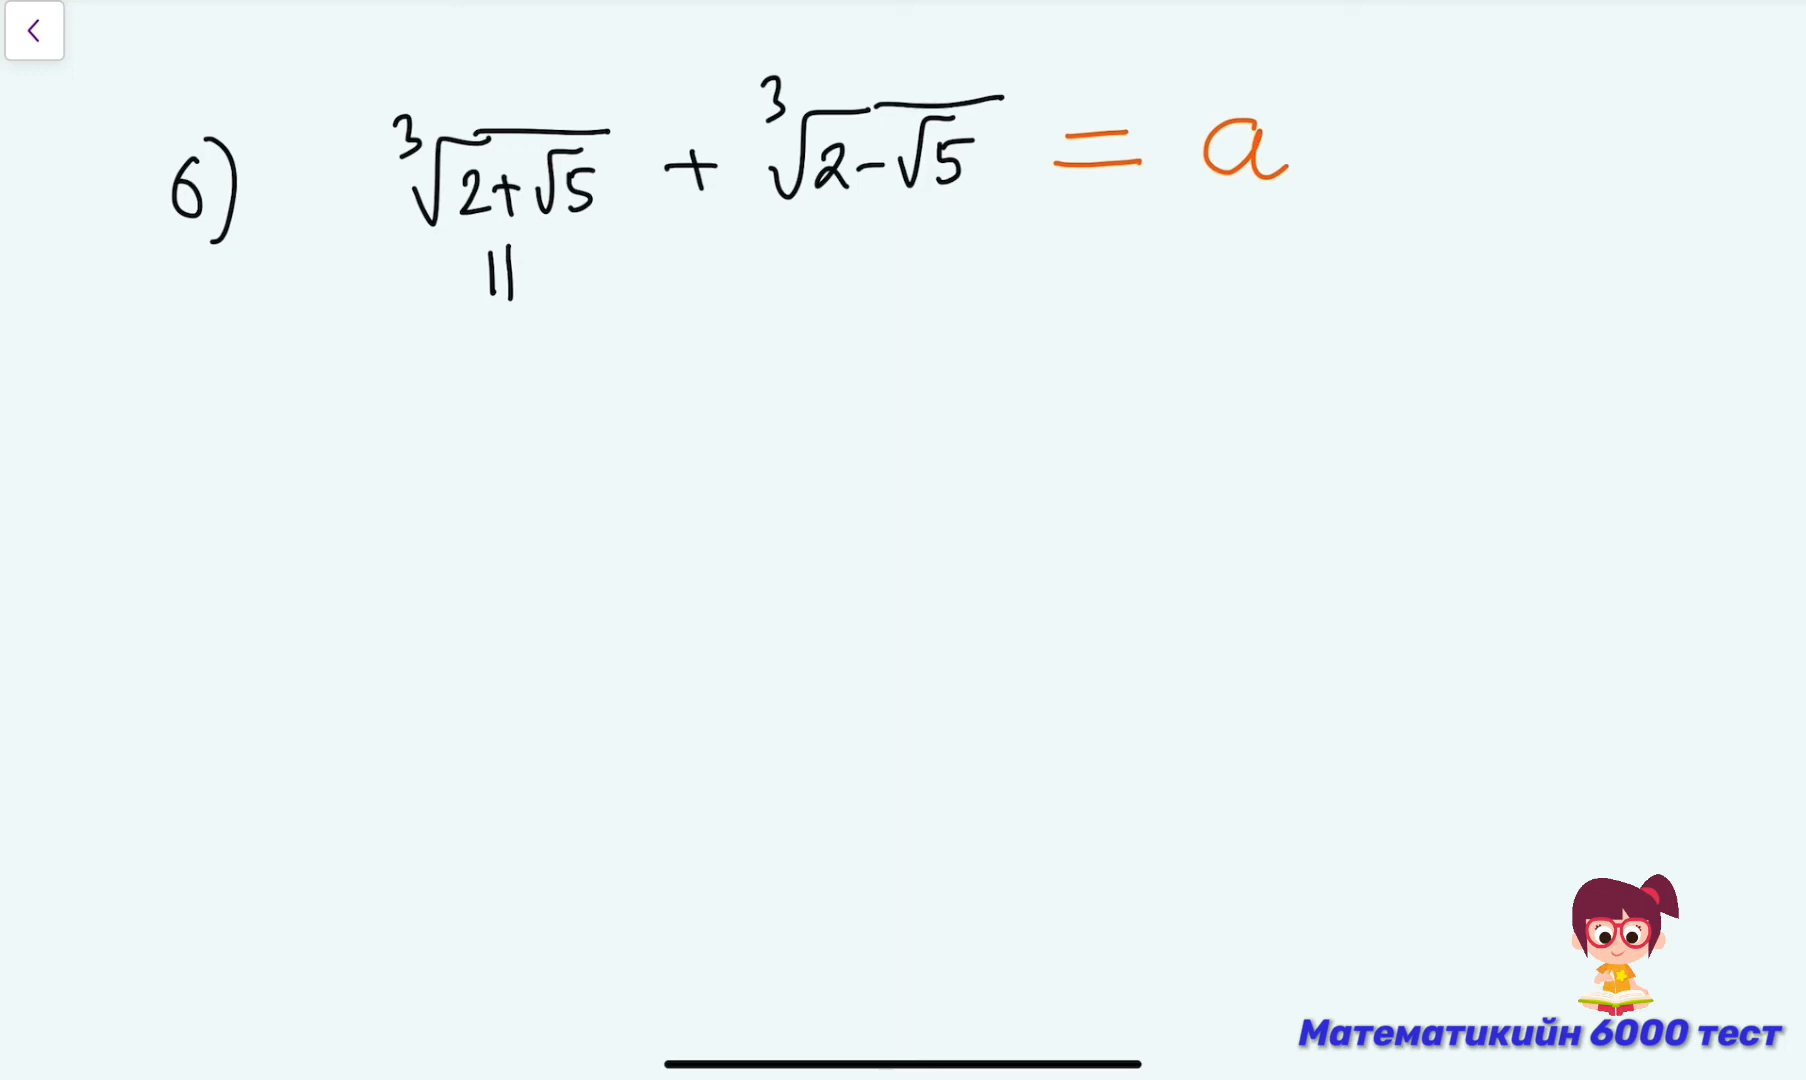 6) ∛(2+√5) + ∛(2-√5) = a
||
Математикийн 6000 тест